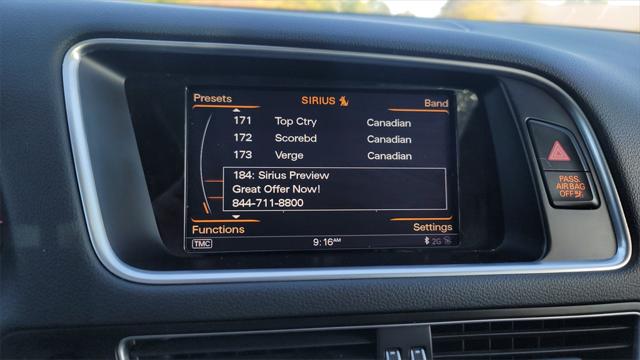 Presets SIRIUS Band
171 Top Ctry Canadian
172 Scorebd Canadian
173 Verge Canadian
184: Sirius Preview
Great Offer Now!
844-711-8800
Functions Settings
TMC 9:16AM 2G
PASS.
AIR BAG
OFF